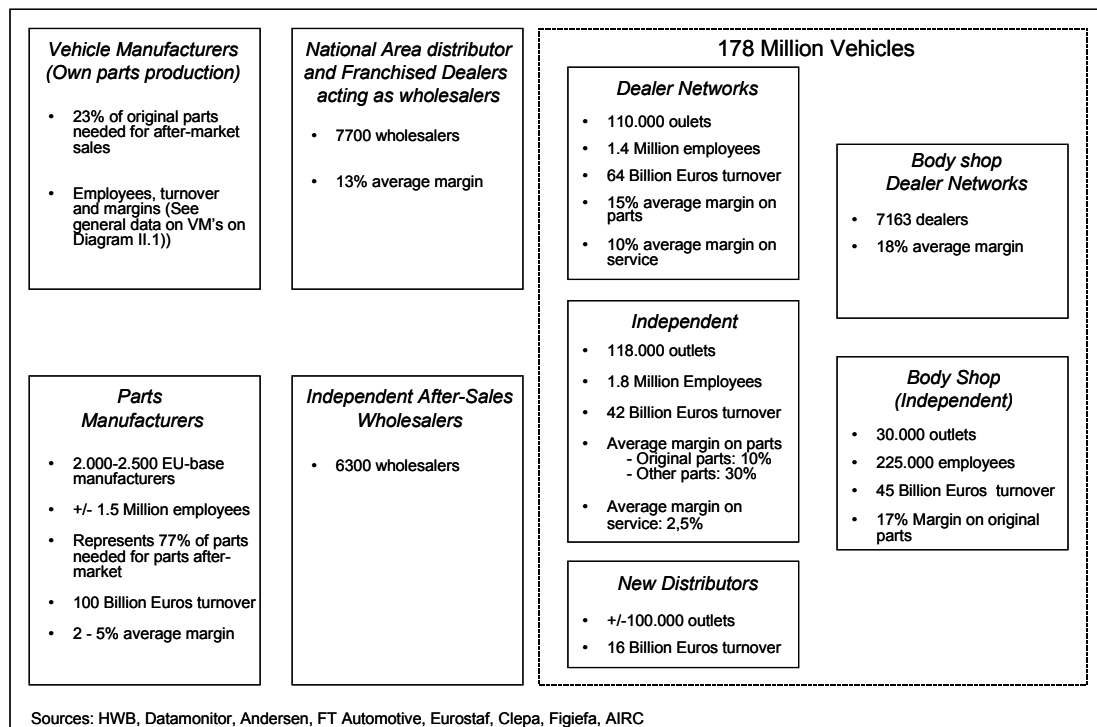 Vehicle Manufacturers
(Own parts production)
• 23% of original parts
needed for after-market
sales
• Employees, turnover
and margins (See
general data on VM's on
Diagram II.1))
National Area distributor
and Franchised Dealers
acting as wholesalers
• 7700 wholesalers
• 13% average margin
178 Million Vehicles
Dealer Networks
• 110.000 oulets
• 1.4 Million employees
• 64 Billion Euros turnover
• 15% average margin on
parts
• 10% average margin on
service
Body shop
Dealer Networks
• 7163 dealers
• 18% average margin
Independent
• 118.000 outlets
• 1.8 Million Employees
• 42 Billion Euros turnover
• Average margin on parts
- Original parts: 10%
- Other parts: 30%
• Average margin on
service: 2,5%
Body Shop
(Independent)
• 30.000 outlets
• 225.000 employees
• 45 Billion Euros turnover
• 17% Margin on original
parts
Parts
Manufacturers
• 2.000-2.500 EU-base
manufacturers
• +/- 1.5 Million employees
• Represents 77% of parts
needed for parts after-
market
• 100 Billion Euros turnover
• 2 - 5% average margin
Independent After-Sales
Wholesalers
• 6300 wholesalers
New Distributors
• +/-100.000 outlets
• 16 Billion Euros turnover
Sources: HWB, Datamonitor, Andersen, FT Automotive, Eurostaf, Clepa, Figiefa, AIRC